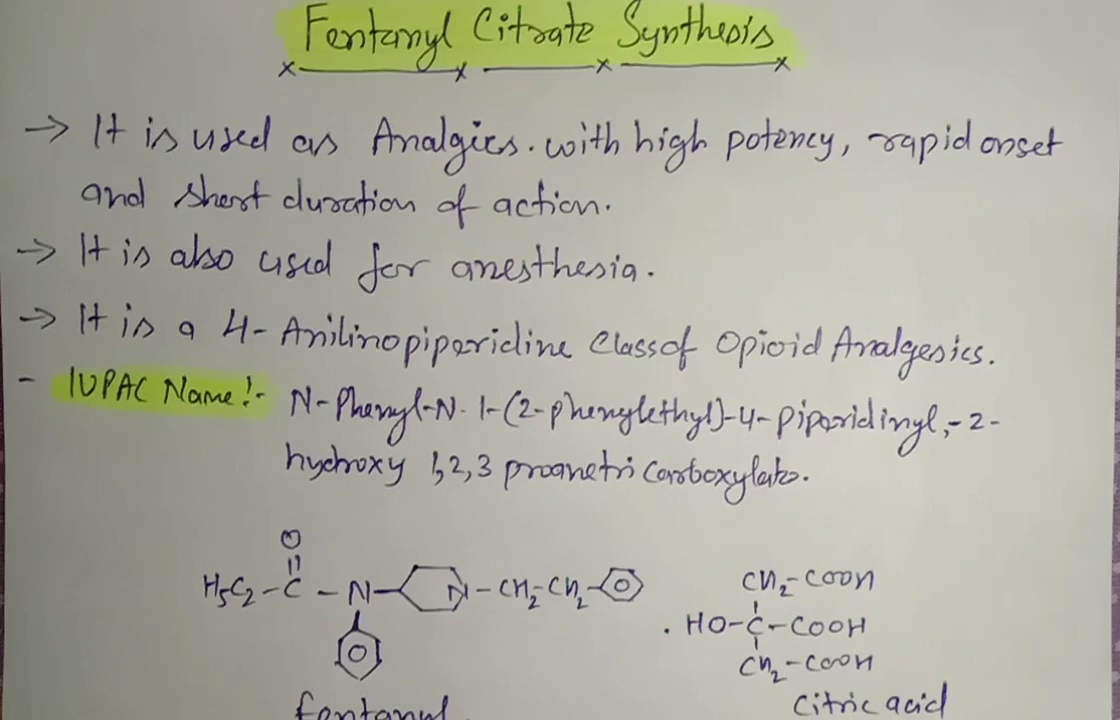 Fentanyl Citrate Synthesis
→ It is used as Analgics. with high potency, rapid onset
and short duration of action.
→ It is also used for anesthesia.
→ It is a 4-Anilinopiperidine Class of Opioid Analgesics.
- IUPAC Name:- N-Phenyl-N-1-(2-phenylethyl)-4-piperidinyl,-2-
hydroxy 1,2,3 proanetricarboxylate.
O
H5C2-C-N N-CH2-CH2
CH2-COOH
. HO-C-COOH
CH2-COOH
fentanyl
Citric acid